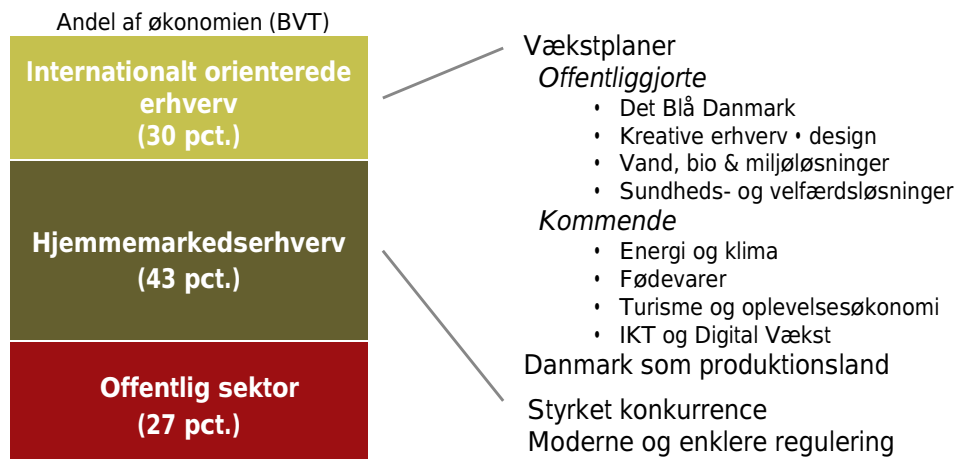 Andel af økonomien (BVT)
Internationalt orienterede
erhverv
(30 pct.)
Hjemmemarkedserhverv
(43 pct.)
Offentlig sektor
(27 pct.)
Vækstplaner
Offentliggjorte
• Det Blå Danmark
• Kreative erhverv • design
• Vand, bio & miljøløsninger
• Sundheds- og velfærdsløsninger
Kommende
• Energi og klima
• Fødevarer
• Turisme og oplevelsesøkonomi
• IKT og Digital Vækst
Danmark som produktionsland
Styrket konkurrence
Moderne og enklere regulering